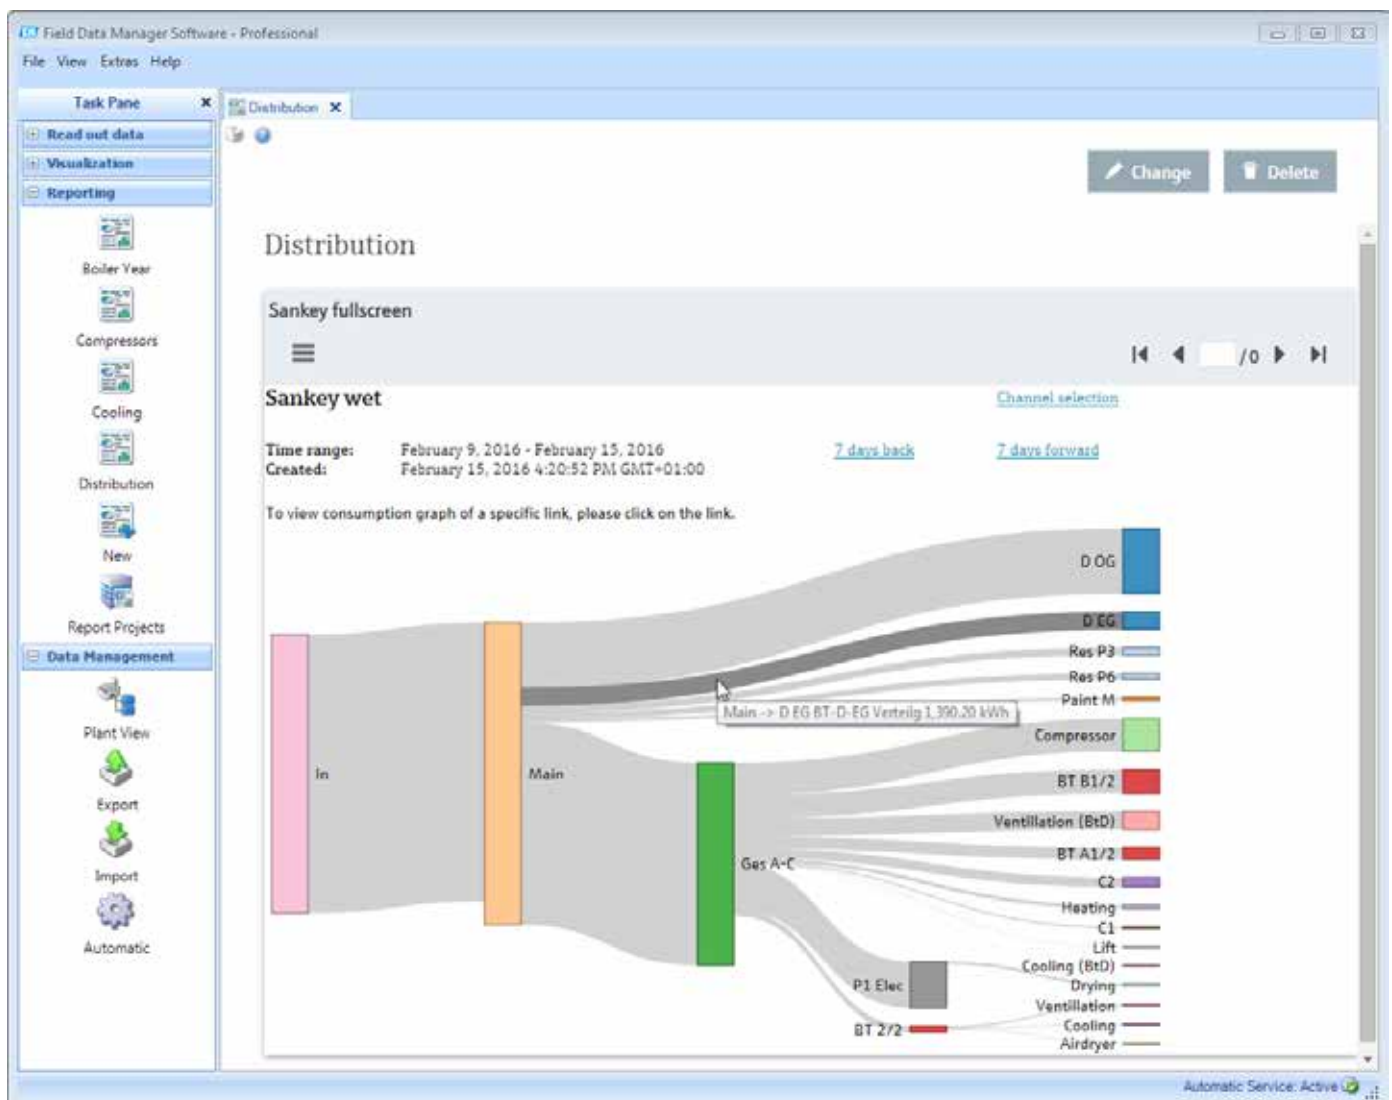 Field Data Manager Software - Professional
File View Extras Help
Task Pane
Distribution
Read out data
Visualization
Reporting
Change
Delete
Boiler Year
Compressors
Cooling
Distribution
New
Report Projects
Data Management
Plant View
Export
Import
Automatic
Distribution
Sankey fullscreen
/0
Sankey wet
Channel selection
Time range: February 9, 2016 - February 15, 2016
7 days back
7 days forward
Created: February 15, 2016 4:20:52 PM GMT+01:00
To view consumption graph of a specific link, please click on the link.
D OG
D EG
Res P3
Res P6
Paint M
Main -> D EG BT-D-EG Verteilg 1,390.20 kWh
Compressor
In
Main
BT B1/2
Ventillation (BtD)
BT A1/2
Ges A-C
C2
Heating
C1
Lift
Cooling (BtD)
P1 Elec
Drying
Ventillation
BT 2/2
Cooling
Airdryer
Automatic Service: Active